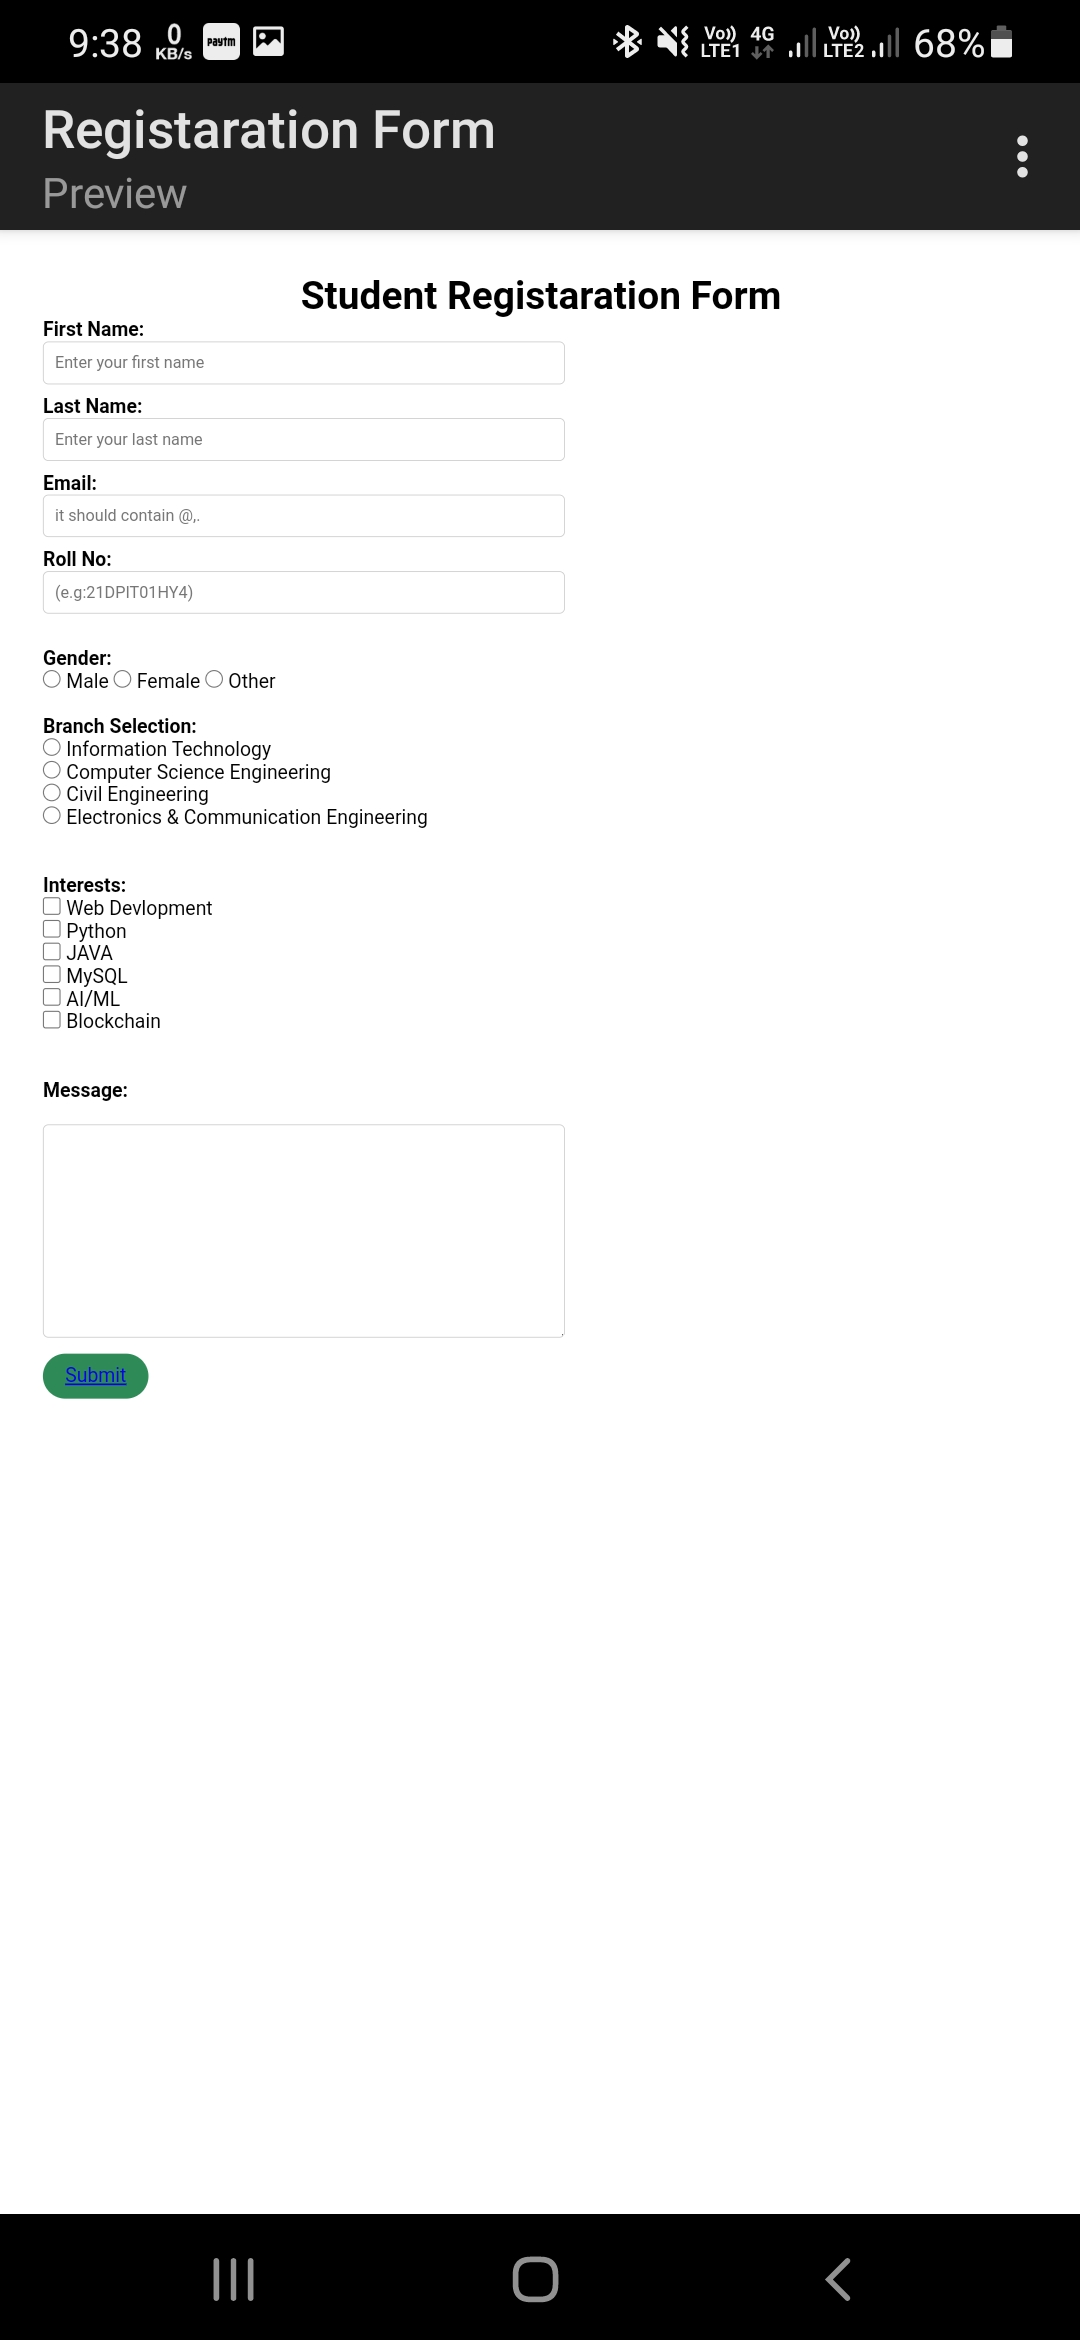 9:38 0 KB/s paytm Vo)) LTE1 4G Vo)) LTE2 68%
Registaration Form
Preview
Student Registaration Form
First Name:
Enter your first name
Last Name:
Enter your last name
Email:
it should contain @,.
Roll No:
(e.g:21DPIT01HY4)
Gender:
Male Female Other
Branch Selection:
Information Technology
Computer Science Engineering
Civil Engineering
Electronics & Communication Engineering
Interests:
Web Devlopment
Python
JAVA
MySQL
AI/ML
Blockchain
Message:
Submit